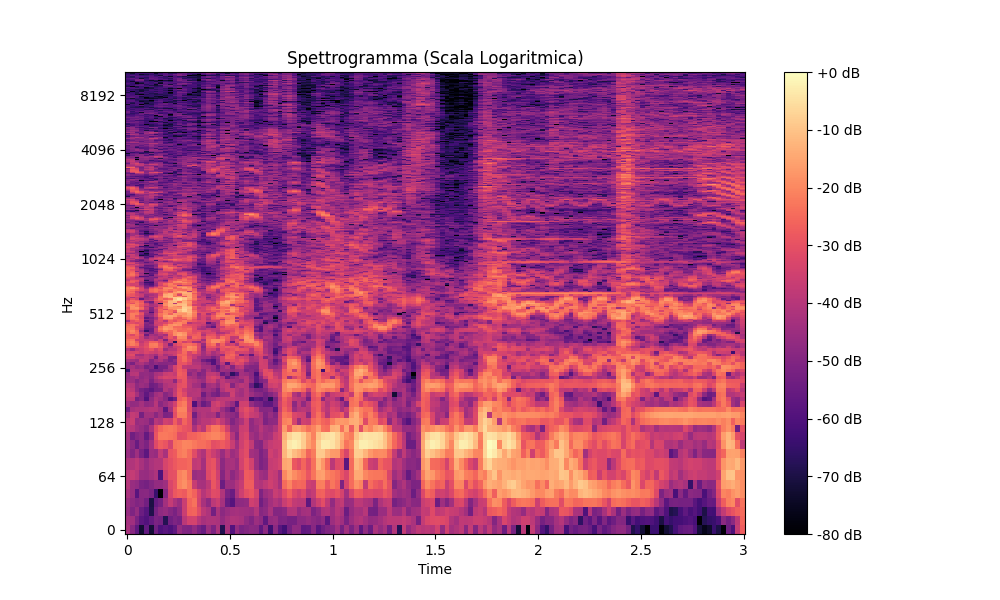 Spettrogramma (Scala Logaritmica)
Hz
8192
4096
2048
1024
512
256
128
64
0
0
0.5
1
1.5
2
2.5
3
Time
+0 dB
-10 dB
-20 dB
-30 dB
-40 dB
-50 dB
-60 dB
-70 dB
-80 dB